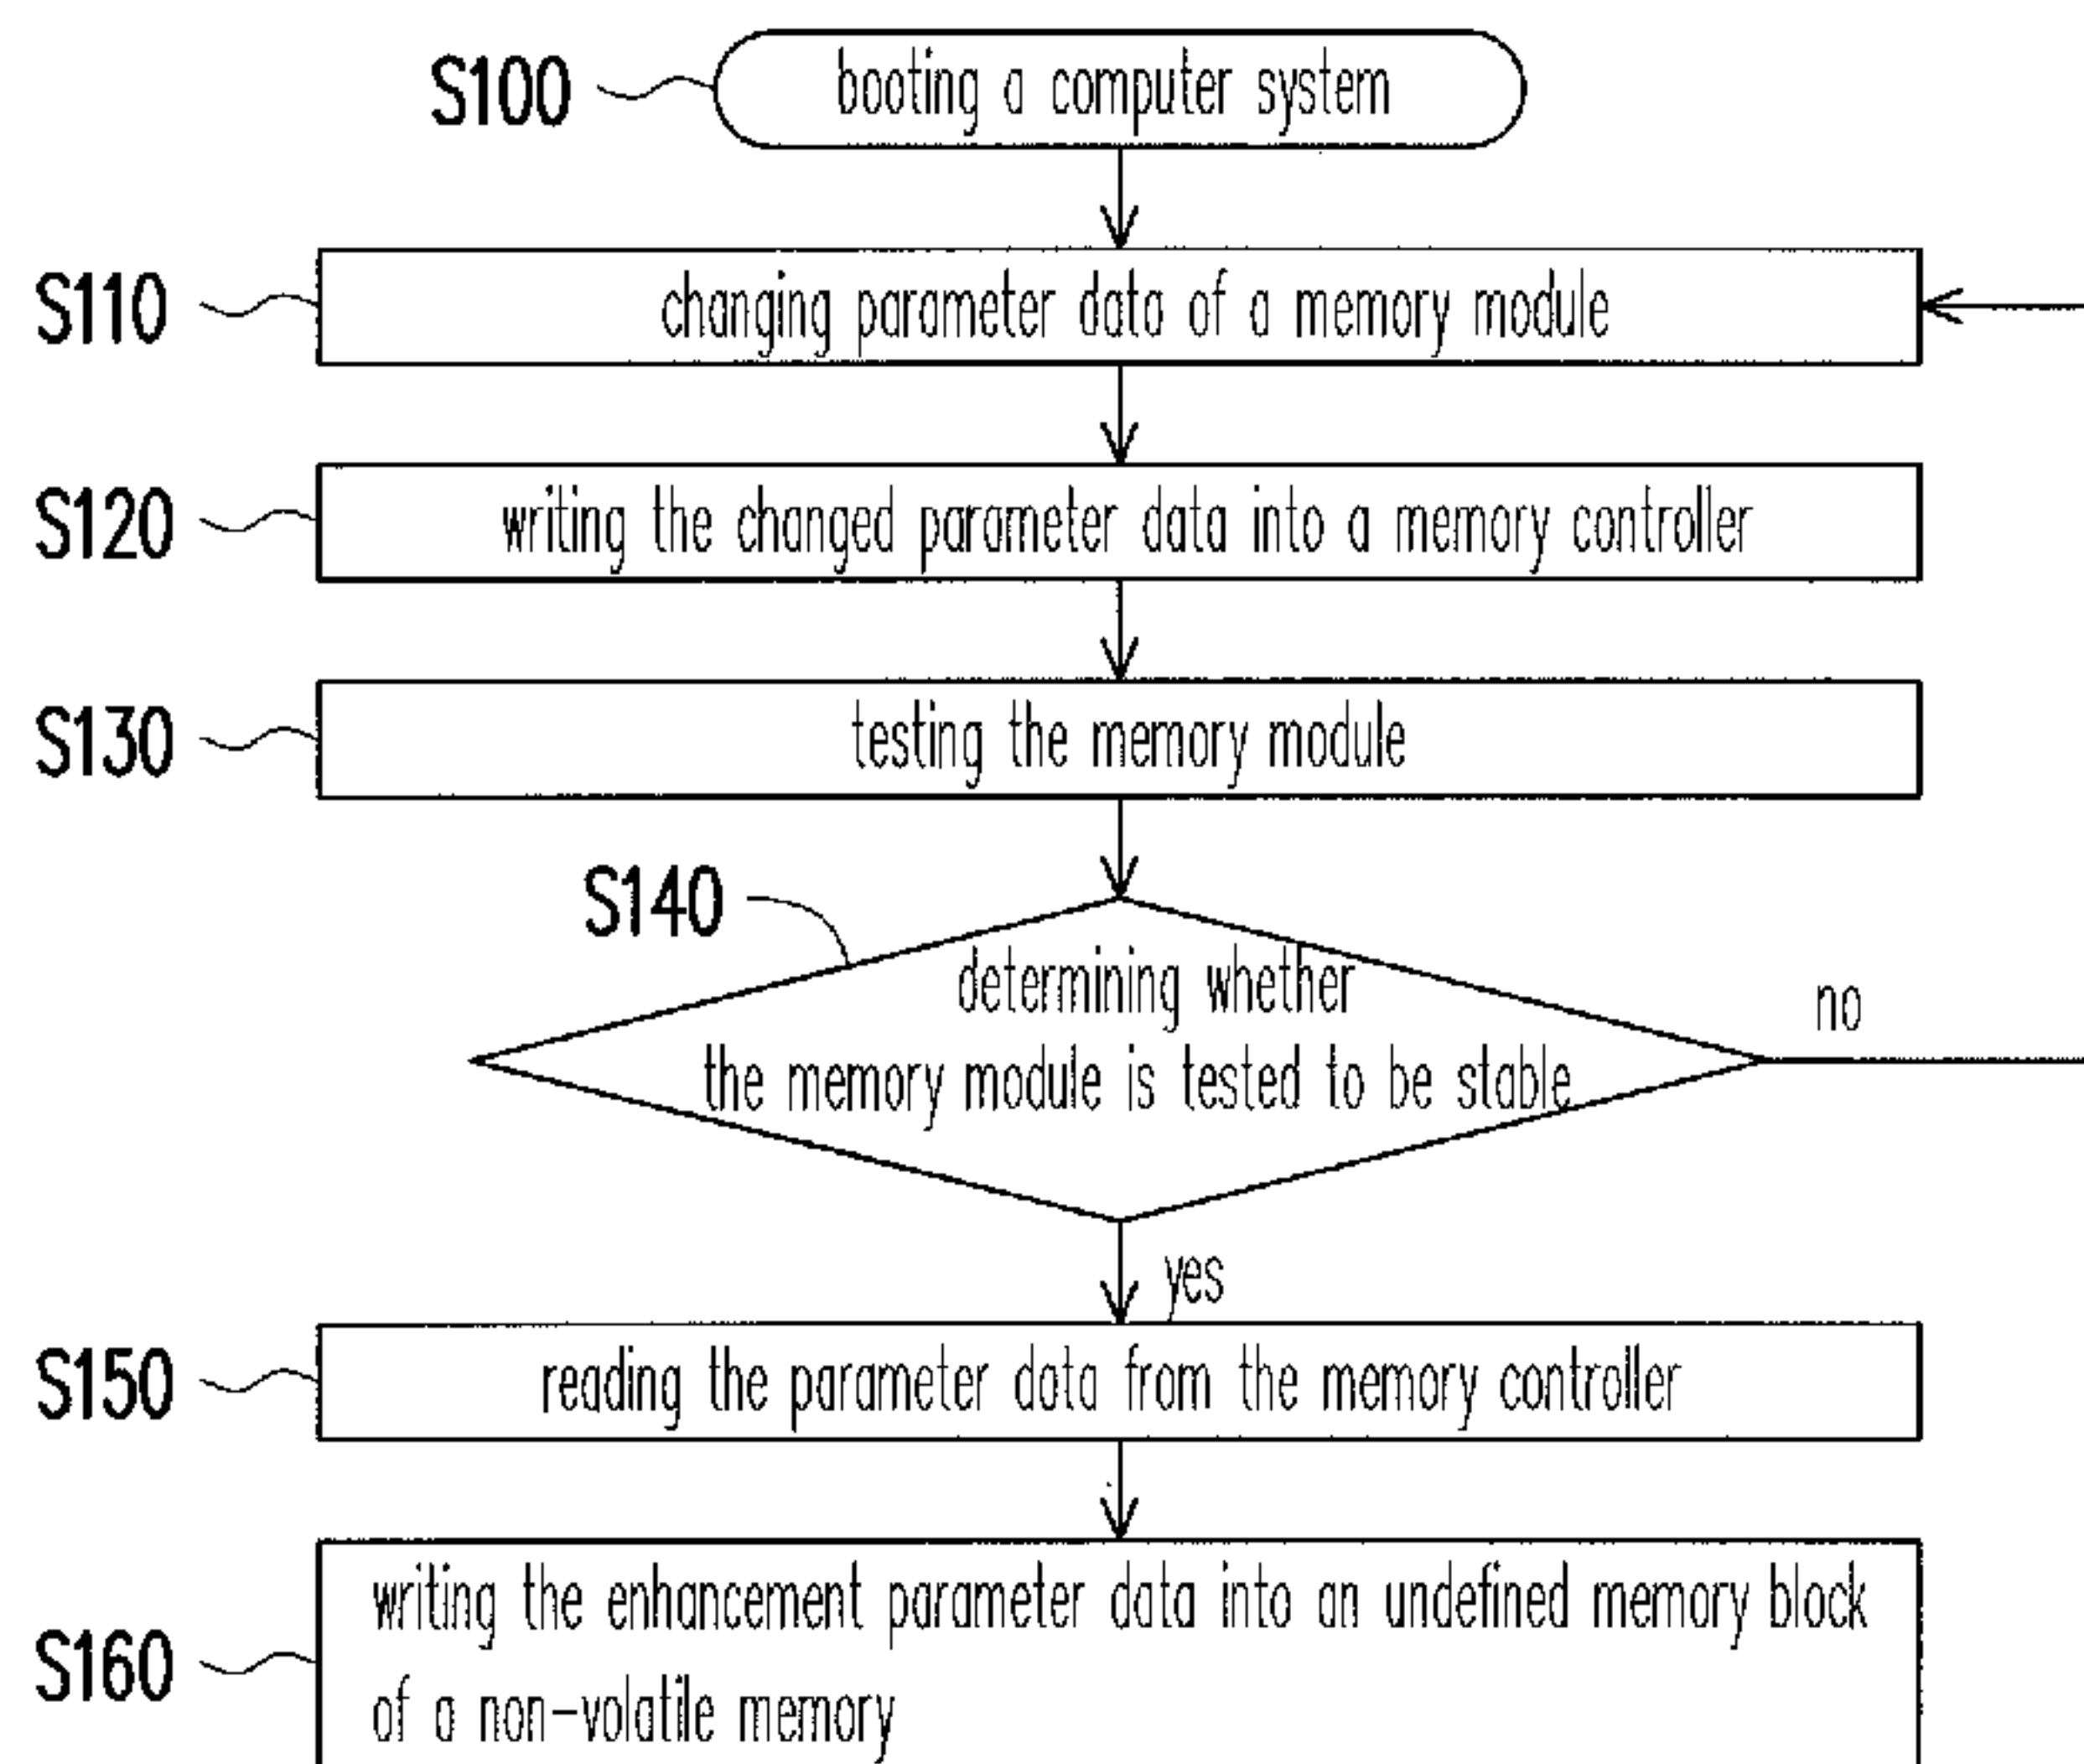 S100 booting a computer system
S110 changing parameter data of a memory module
S120 writing the changed parameter data into a memory controller
S130 testing the memory module
S140
determining whether
no
the memory module is tested to be stable
yes
S150 reading the parameter data from the memory controller
writing the enhancement parameter data into an undefined memory block
S160
of a non-volatile memory